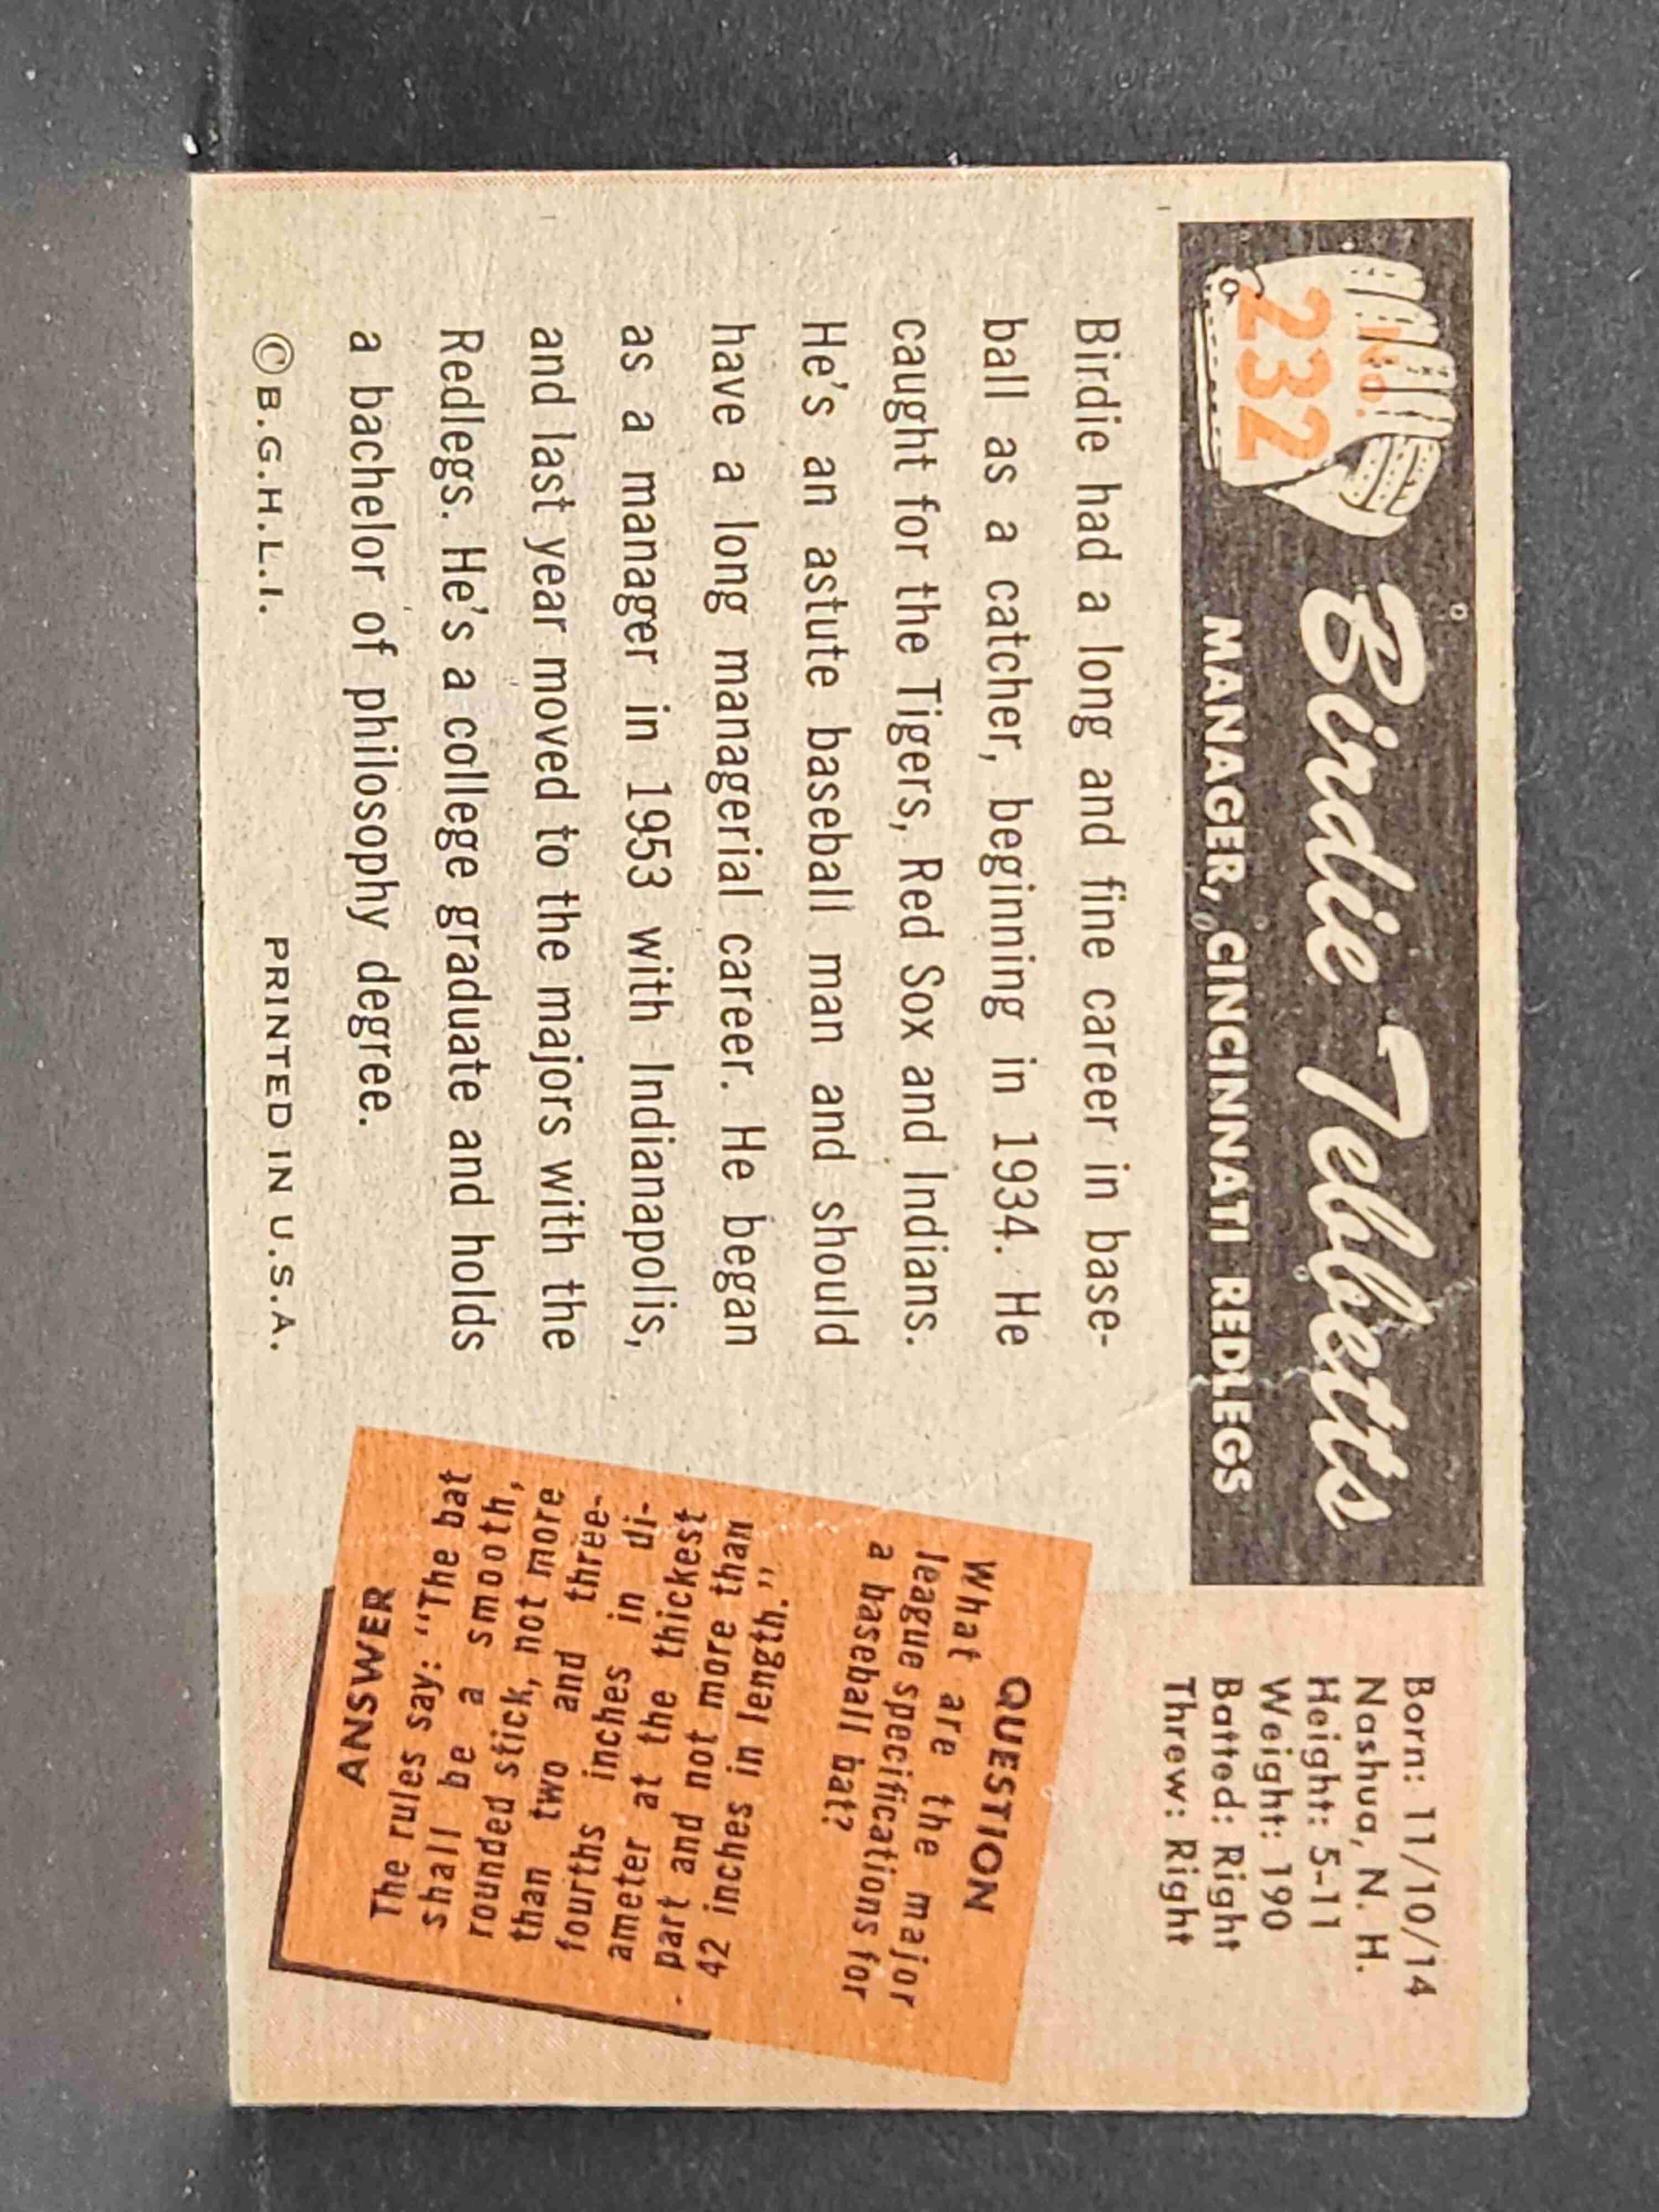 No.
232
Birdie Tebbetts
MANAGER, CINCINNATI REDLEGS
Born: 11/10/14
Nashua, N. H.
Height: 5-11
Weight: 190
Batted: Right
Threw: Right
Birdie had a long and fine career in base-
ball as a catcher, beginning in 1934. He
caught for the Tigers, Red Sox and Indians.
He's an astute baseball man and should
have a long managerial career. He began
as a manager in 1953 with Indianapolis,
and last year moved to the majors with the
Redlegs. He's a college graduate and holds
a bachelor of philosophy degree.
©B.G.H.L.I.
PRINTED IN U.S.A.
QUESTION
What are the major
league specifications for
a baseball bat?
ANSWER
The rules say: "The bat
shall be a smooth,
rounded stick, not more
than two and three-
fourths inches in di-
ameter at the thickest
part and not more than
42 inches in length."